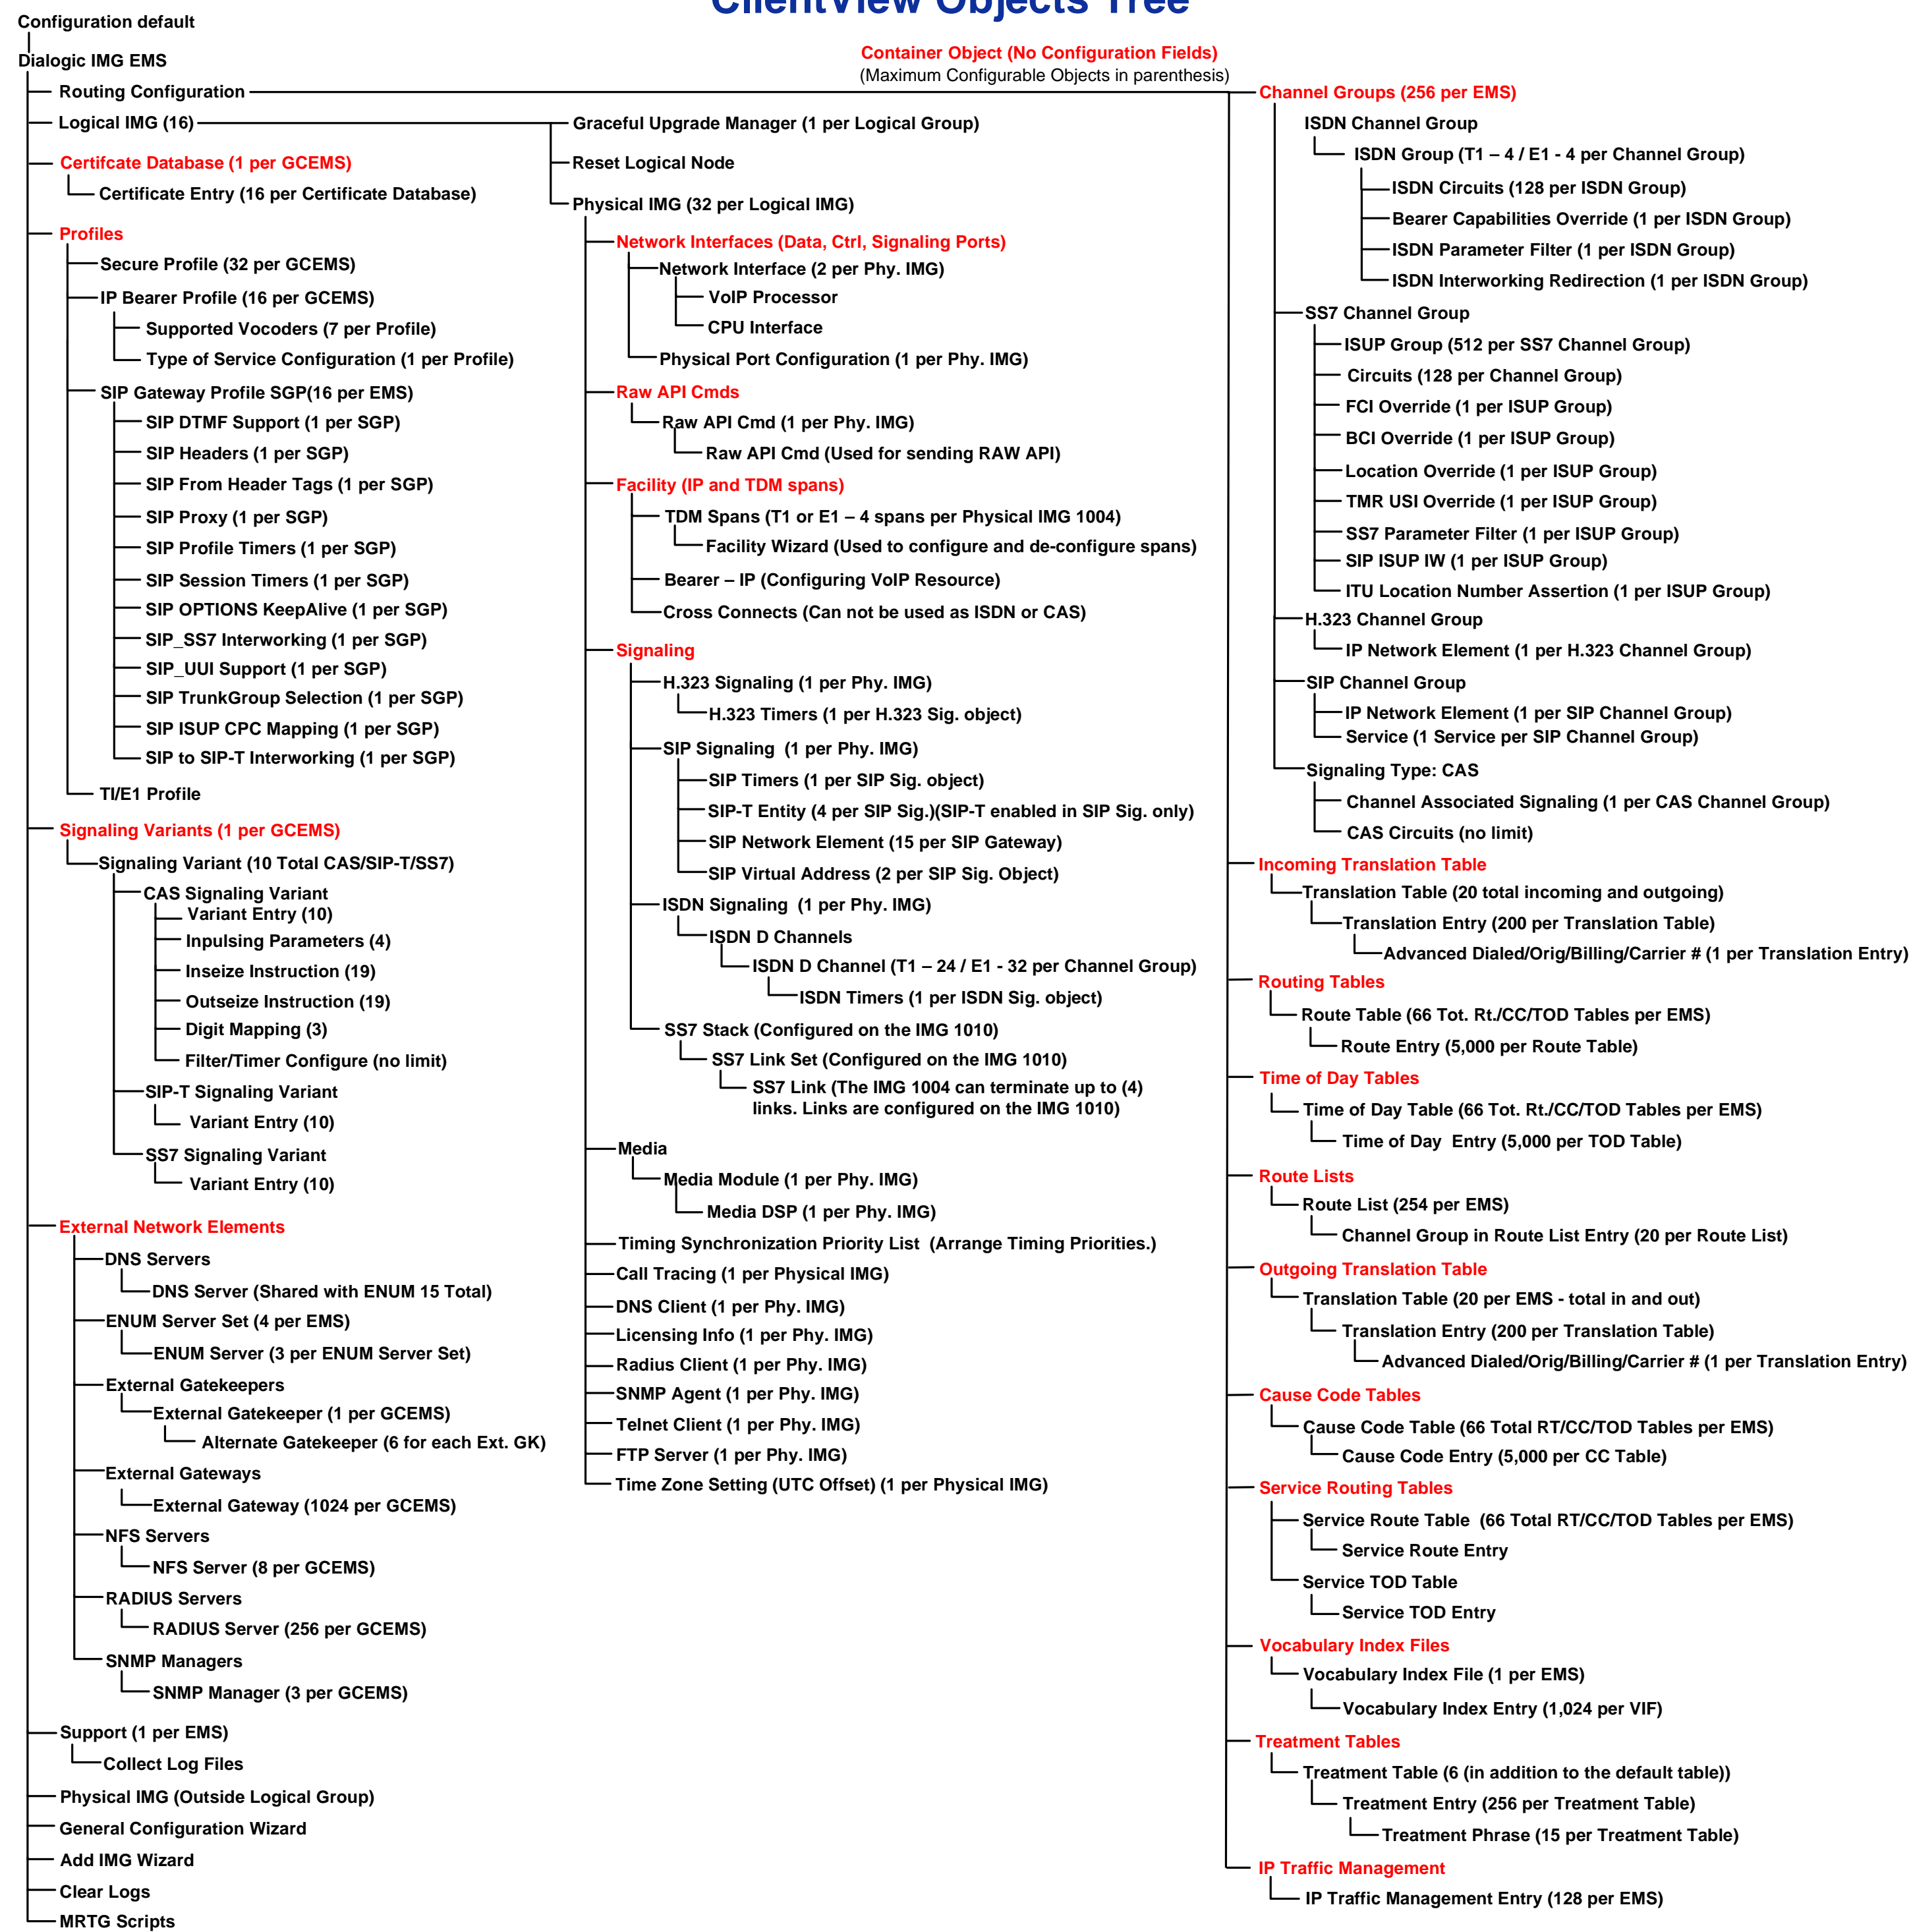 ClientView Objects Tree
Configuration default
Dialogic IMG EMS
Container Object (No Configuration Fields)
(Maximum Configurable Objects in parenthesis)
Routing Configuration
Logical IMG (16)
Certifcate Database (1 per GCEMS)
Certificate Entry (16 per Certificate Database)
Profiles
Secure Profile (32 per GCEMS)
IP Bearer Profile (16 per GCEMS)
Supported Vocoders (7 per Profile)
Type of Service Configuration (1 per Profile)
SIP Gateway Profile SGP(16 per EMS)
SIP DTMF Support (1 per SGP)
SIP Headers (1 per SGP)
SIP From Header Tags (1 per SGP)
SIP Proxy (1 per SGP)
SIP Profile Timers (1 per SGP)
SIP Session Timers (1 per SGP)
SIP OPTIONS KeepAlive (1 per SGP)
SIP_SS7 Interworking (1 per SGP)
SIP_UUI Support (1 per SGP)
SIP TrunkGroup Selection (1 per SGP)
SIP ISUP CPC Mapping (1 per SGP)
SIP to SIP-T Interworking (1 per SGP)
TI/E1 Profile
Signaling Variants (1 per GCEMS)
Signaling Variant (10 Total CAS/SIP-T/SS7)
CAS Signaling Variant
Variant Entry (10)
Inpulsing Parameters (4)
Inseize Instruction (19)
Outseize Instruction (19)
Digit Mapping (3)
Filter/Timer Configure (no limit)
SIP-T Signaling Variant
Variant Entry (10)
SS7 Signaling Variant
Variant Entry (10)
External Network Elements
DNS Servers
DNS Server (Shared with ENUM 15 Total)
ENUM Server Set (4 per EMS)
ENUM Server (3 per ENUM Server Set)
External Gatekeepers
External Gatekeeper (1 per GCEMS)
Alternate Gatekeeper (6 for each Ext. GK)
External Gateways
External Gateway (1024 per GCEMS)
NFS Servers
NFS Server (8 per GCEMS)
RADIUS Servers
RADIUS Server (256 per GCEMS)
SNMP Managers
SNMP Manager (3 per GCEMS)
Support (1 per EMS)
Collect Log Files
Physical IMG (Outside Logical Group)
General Configuration Wizard
Add IMG Wizard
Clear Logs
MRTG Scripts
Graceful Upgrade Manager (1 per Logical Group)
Reset Logical Node
Physical IMG (32 per Logical IMG)
Network Interfaces (Data, Ctrl, Signaling Ports)
Network Interface (2 per Phy. IMG)
VoIP Processor
CPU Interface
Physical Port Configuration (1 per Phy. IMG)
Raw API Cmds
Raw API Cmd (1 per Phy. IMG)
Raw API Cmd (Used for sending RAW API)
Facility (IP and TDM spans)
TDM Spans (T1 or E1 – 4 spans per Physical IMG 1004)
Facility Wizard (Used to configure and de-configure spans)
Bearer – IP (Configuring VoIP Resource)
Cross Connects (Can not be used as ISDN or CAS)
Signaling
H.323 Signaling (1 per Phy. IMG)
H.323 Timers (1 per H.323 Sig. object)
SIP Signaling (1 per Phy. IMG)
SIP Timers (1 per SIP Sig. object)
SIP-T Entity (4 per SIP Sig.)(SIP-T enabled in SIP Sig. only)
SIP Network Element (15 per SIP Gateway)
SIP Virtual Address (2 per SIP Sig. Object)
ISDN Signaling (1 per Phy. IMG)
ISDN D Channels
ISDN D Channel (T1 – 24 / E1 - 32 per Channel Group)
ISDN Timers (1 per ISDN Sig. object)
SS7 Stack (Configured on the IMG 1010)
SS7 Link Set (Configured on the IMG 1010)
SS7 Link (The IMG 1004 can terminate up to (4)
links. Links are configured on the IMG 1010)
Media
Media Module (1 per Phy. IMG)
Media DSP (1 per Phy. IMG)
Timing Synchronization Priority List (Arrange Timing Priorities.)
Call Tracing (1 per Physical IMG)
DNS Client (1 per Phy. IMG)
Licensing Info (1 per Phy. IMG)
Radius Client (1 per Phy. IMG)
SNMP Agent (1 per Phy. IMG)
Telnet Client (1 per Phy. IMG)
FTP Server (1 per Phy. IMG)
Time Zone Setting (UTC Offset) (1 per Physical IMG)
Channel Groups (256 per EMS)
ISDN Channel Group
ISDN Group (T1 – 4 / E1 - 4 per Channel Group)
ISDN Circuits (128 per ISDN Group)
Bearer Capabilities Override (1 per ISDN Group)
ISDN Parameter Filter (1 per ISDN Group)
ISDN Interworking Redirection (1 per ISDN Group)
SS7 Channel Group
ISUP Group (512 per SS7 Channel Group)
Circuits (128 per Channel Group)
FCI Override (1 per ISUP Group)
BCI Override (1 per ISUP Group)
Location Override (1 per ISUP Group)
TMR USI Override (1 per ISUP Group)
SS7 Parameter Filter (1 per ISUP Group)
SIP ISUP IW (1 per ISUP Group)
ITU Location Number Assertion (1 per ISUP Group)
H.323 Channel Group
IP Network Element (1 per H.323 Channel Group)
SIP Channel Group
IP Network Element (1 per SIP Channel Group)
Service (1 Service per SIP Channel Group)
Signaling Type: CAS
Channel Associated Signaling (1 per CAS Channel Group)
CAS Circuits (no limit)
Incoming Translation Table
Translation Table (20 total incoming and outgoing)
Translation Entry (200 per Translation Table)
Advanced Dialed/Orig/Billing/Carrier # (1 per Translation Entry)
Routing Tables
Route Table (66 Tot. Rt./CC/TOD Tables per EMS)
Route Entry (5,000 per Route Table)
Time of Day Tables
Time of Day Table (66 Tot. Rt./CC/TOD Tables per EMS)
Time of Day Entry (5,000 per TOD Table)
Route Lists
Route List (254 per EMS)
Channel Group in Route List Entry (20 per Route List)
Outgoing Translation Table
Translation Table (20 per EMS - total in and out)
Translation Entry (200 per Translation Table)
Advanced Dialed/Orig/Billing/Carrier # (1 per Translation Entry)
Cause Code Tables
Cause Code Table (66 Total RT/CC/TOD Tables per EMS)
Cause Code Entry (5,000 per CC Table)
Service Routing Tables
Service Route Table (66 Total RT/CC/TOD Tables per EMS)
Service Route Entry
Service TOD Table
Service TOD Entry
Vocabulary Index Files
Vocabulary Index File (1 per EMS)
Vocabulary Index Entry (1,024 per VIF)
Treatment Tables
Treatment Table (6 (in addition to the default table))
Treatment Entry (256 per Treatment Table)
Treatment Phrase (15 per Treatment Table)
IP Traffic Management
IP Traffic Management Entry (128 per EMS)